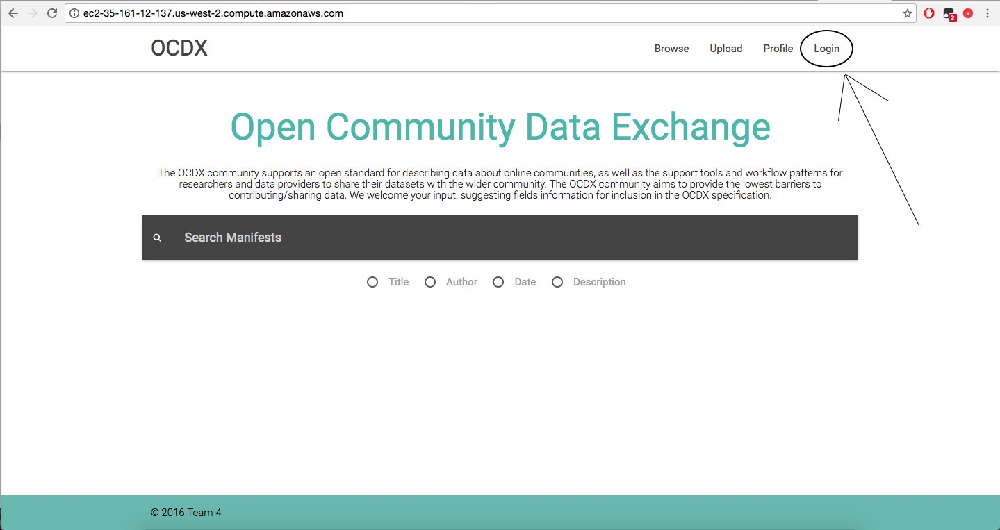 ec2-35-161-12-137.us-west-2.compute.amazonaws.com
2
OCDX
Browse Upload Profile Login
Open Community Data Exchange
The OCDX community supports an open standard for describing data about online communities, as well as the support tools and workflow patterns for
researchers and data providers to share their datasets with the wider community. The OCDX community aims to provide the lowest barriers to
contributing/sharing data. We welcome your input, suggesting fields information for inclusion in the OCDX specification.
Search Manifests
Title Author Date Description
© 2016 Team 4